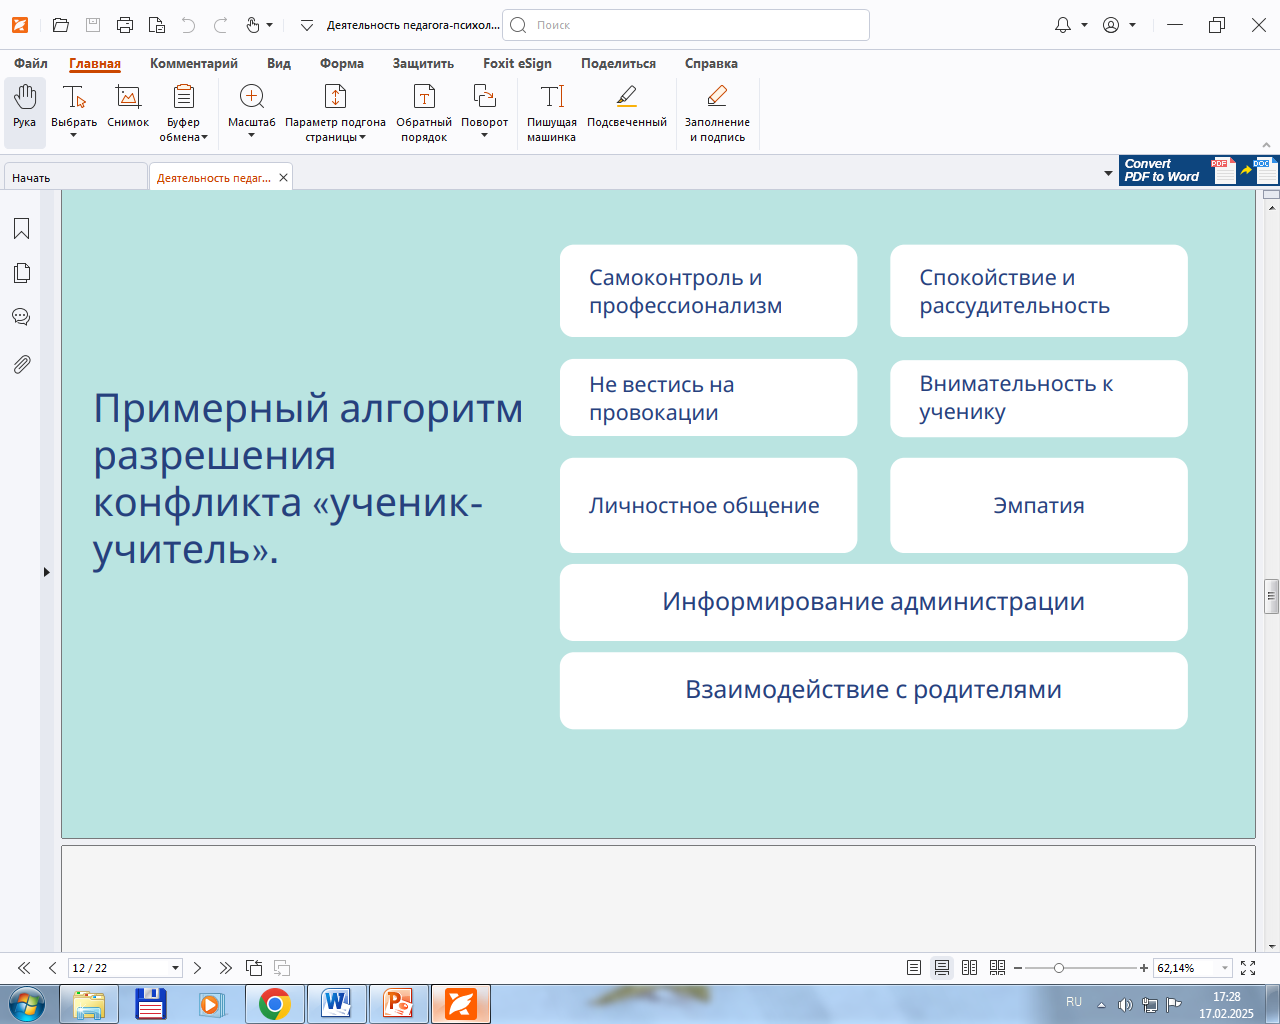 Деятельность педагога-психол...
Поиск
Файл
Главная
Комментарий
Вид
Форма
Защитить
Foxit eSign
Поделиться
Справка
Рука
Выбрать
Снимок
Буфер
обмена
Масштаб
Параметр подгона
страницы
Обратный
порядок
Поворот
Пишущая
машинка
Подсвеченный
Заполнение
и подпись
Начать
Деятельность педаг...
Convert
PDF to Word
PDF
DOC
Примерный алгоритм
разрешения
конфликта «ученик-
учитель».
Самоконтроль и
профессионализм
Спокойствие и
рассудительность
Не вестись на
провокации
Внимательность к
ученику
Личностное общение
Эмпатия
Информирование администрации
Взаимодействие с родителями
12 / 22
62,14%
RU
17:28
17.02.2025